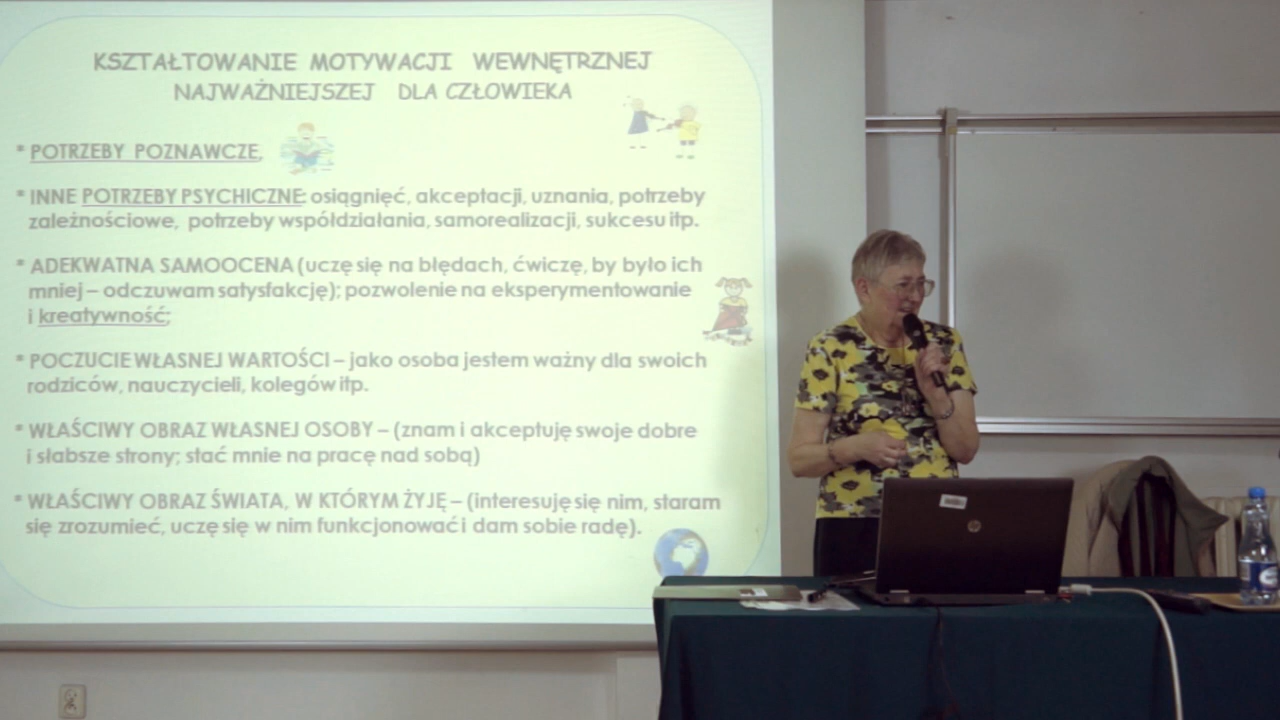 KSZTAŁTOWANIE MOTYWACJI WEWNĘTRZNEJ
NAJWAŻNIEJSZEJ DLA CZŁOWIEKA
* POTRZEBY POZNAWCZE,
* INNE POTRZEBY PSYCHICZNE: osiągnięć, akceptacji, uznania, potrzeby
zależnościowe, potrzeby współdziałania, samorealizacji, sukcesu itp.
* ADEKWATNA SAMOOCENA (uczę się na błędach, ćwiczę, by było ich
mniej – odczuwam satysfakcję); pozwolenie na eksperymentowanie
i kreatywność;
* POCZUCIE WŁASNEJ WARTOŚCI – jako osoba jestem ważny dla swoich
rodziców, nauczycieli, kolegów itp.
* WŁAŚCIWY OBRAZ WŁASNEJ OSOBY – (znam i akceptuję swoje dobre
i słabsze strony; stać mnie na pracę nad sobą)
* WŁAŚCIWY OBRAZ ŚWIATA, W KTÓRYM ŻYJĘ – (interesuję się nim, staram
się zrozumieć, uczę się w nim funkcjonować i dam sobie radę).
hp